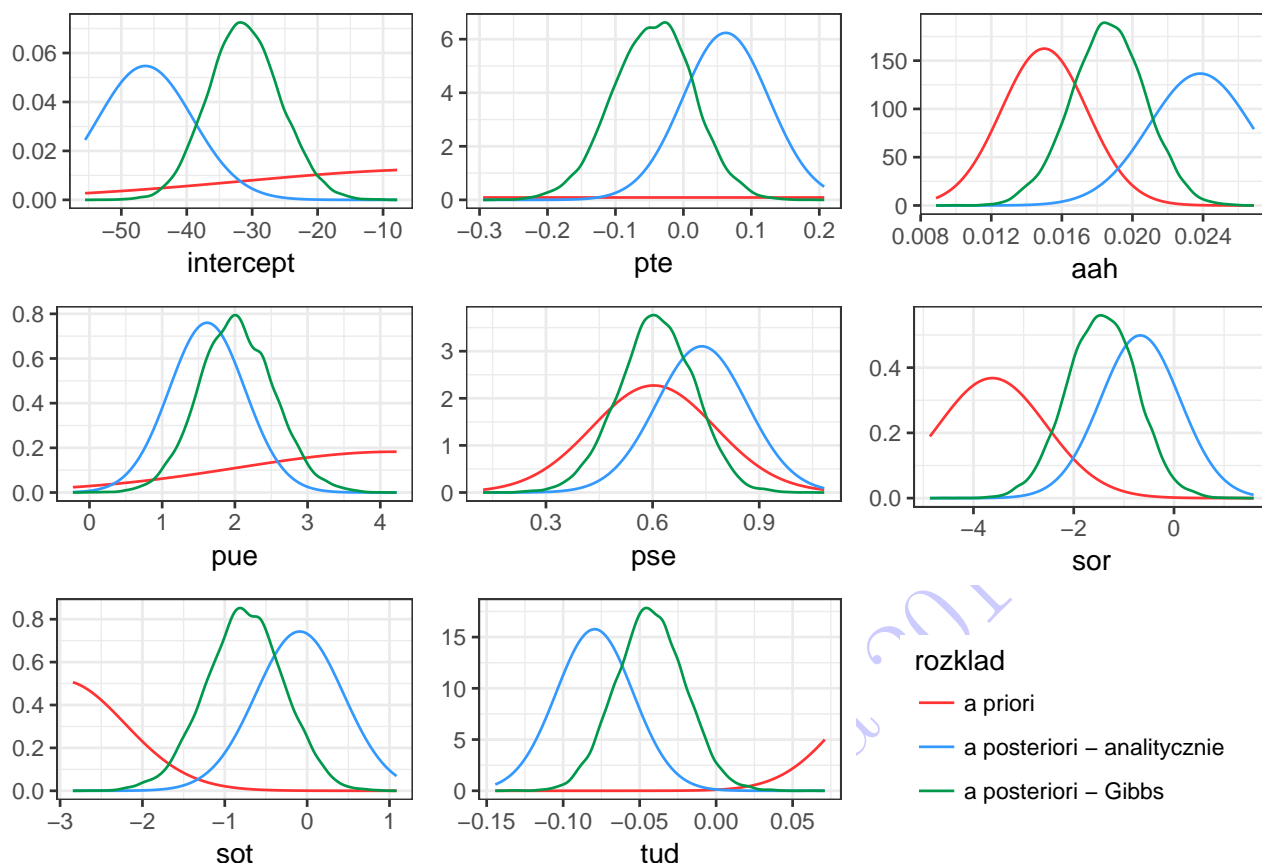 0.06
0.04
0.02
0.00
−50 −40 −30 −20 −10
intercept
6
4
2
0
−0.3 −0.2 −0.1 0.0 0.1 0.2
pte
150
100
50
0
0.008 0.012 0.016 0.020 0.024
aah
0.8
0.6
0.4
0.2
0.0
0 1 2 3 4
pue
3
2
1
0
0.3 0.6 0.9
pse
0.4
0.2
0.0
−4 −2 0
sor
0.8
0.6
0.4
0.2
0.0
−3 −2 −1 0 1
sot
15
10
5
0
−0.15 −0.10 −0.05 0.00 0.05
tud
rozklad
a priori
a posteriori − analitycznie
a posteriori − Gibbs